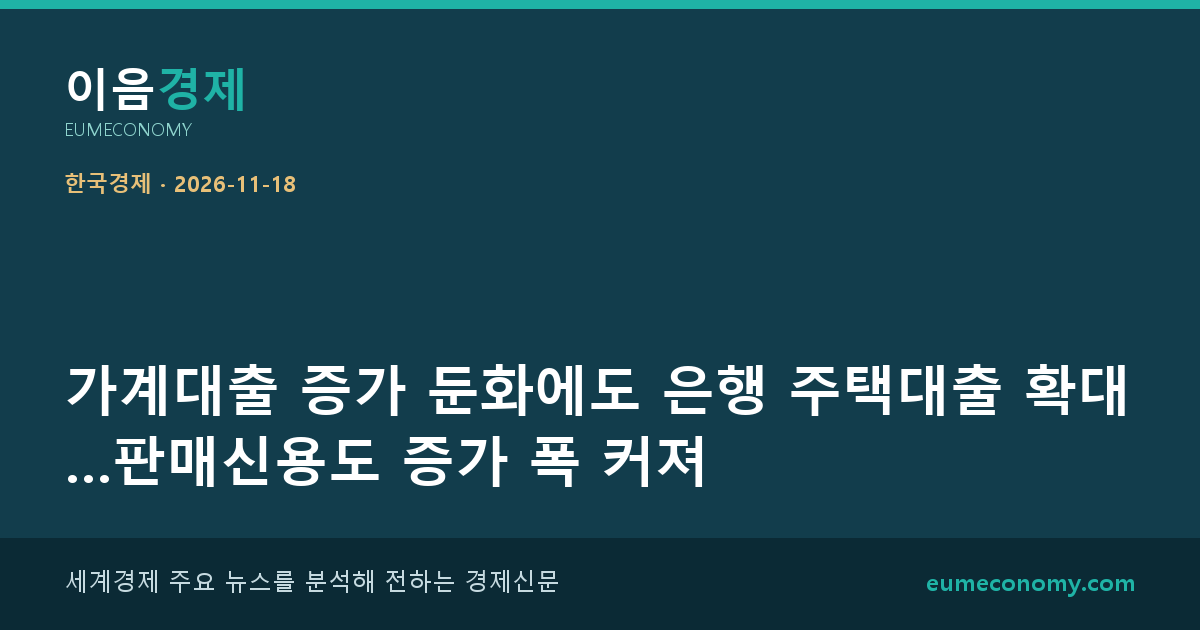 이음경제
EUMECONOMY
한국경제 · 2026-11-18
가계대출 증가 둔화에도 은행 주택대출 확대
…판매신용도 증가 폭 커져
세계경제 주요 뉴스를 분석해 전하는 경제신문
eumeconomy.com